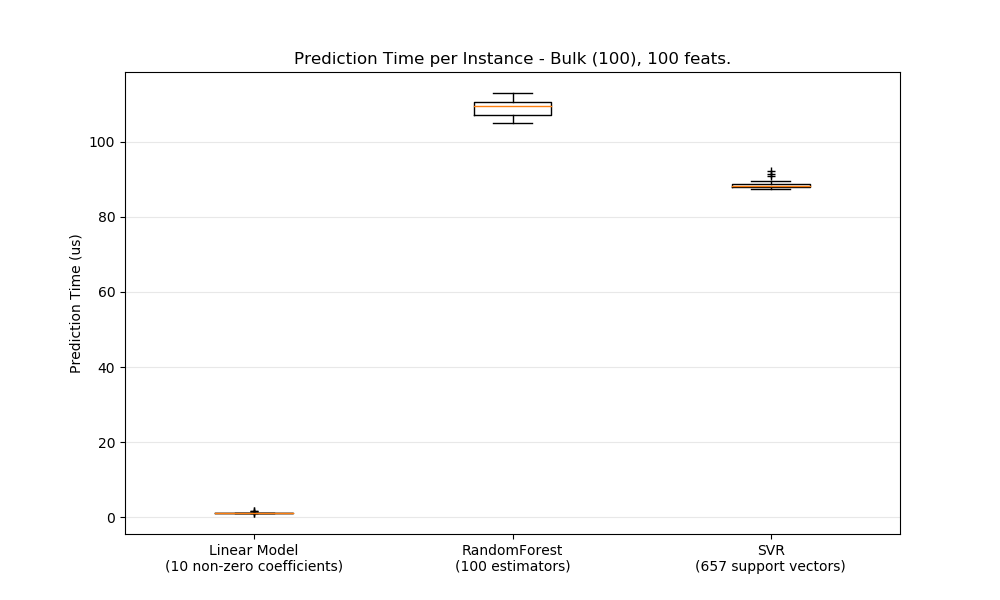 Prediction Time per Instance - Bulk (100), 100 feats.
Prediction Time (us)
100
80
60
40
20
0
Linear Model
(10 non-zero coefficients)
RandomForest
(100 estimators)
SVR
(657 support vectors)